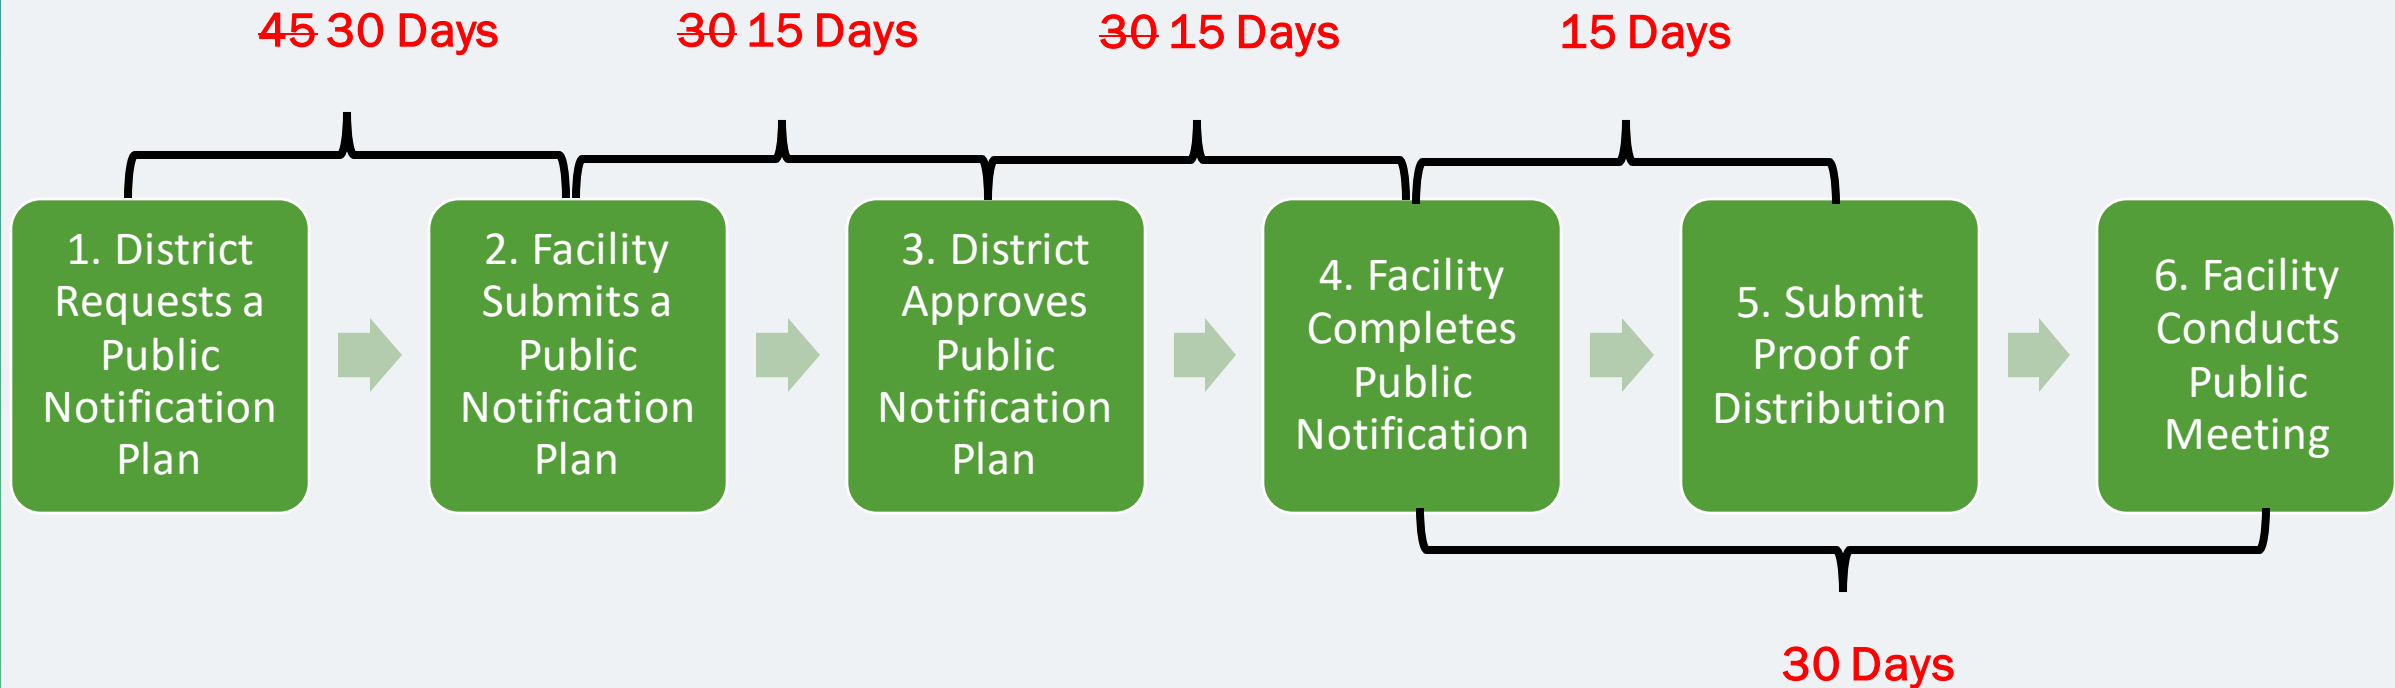 45 30 Days
30 15 Days
30 15 Days
15 Days
1. District
Requests a
Public
Notification
Plan
2. Facility
Submits a
Public
Notification
Plan
3. District
Approves
Public
Notification
Plan
4. Facility
Completes
Public
Notification
5. Submit
Proof of
Distribution
6. Facility
Conducts
Public
Meeting
30 Days